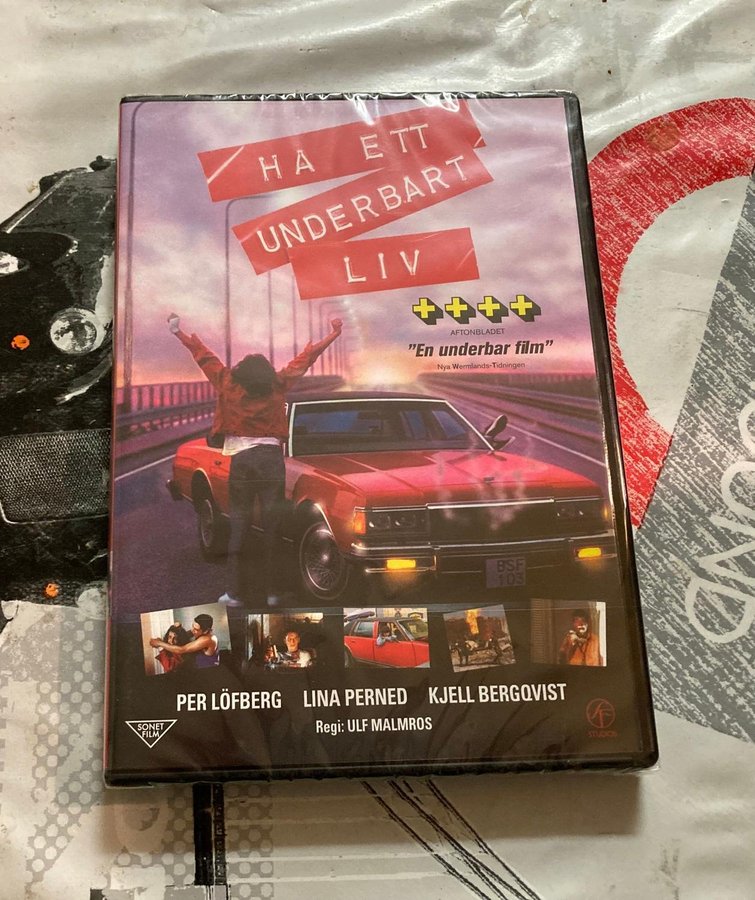 HA ETT
UNDERBART
LIV
++++
AFTONBLADET
"En underbar film"
Nya Wermlands-Tidningen
BSF
103
PER LÖFBERG LINA PERNED KJELL BERGQVIST
Regi: ULF MALMROS
SONET
FILM
SF
STUDIOS